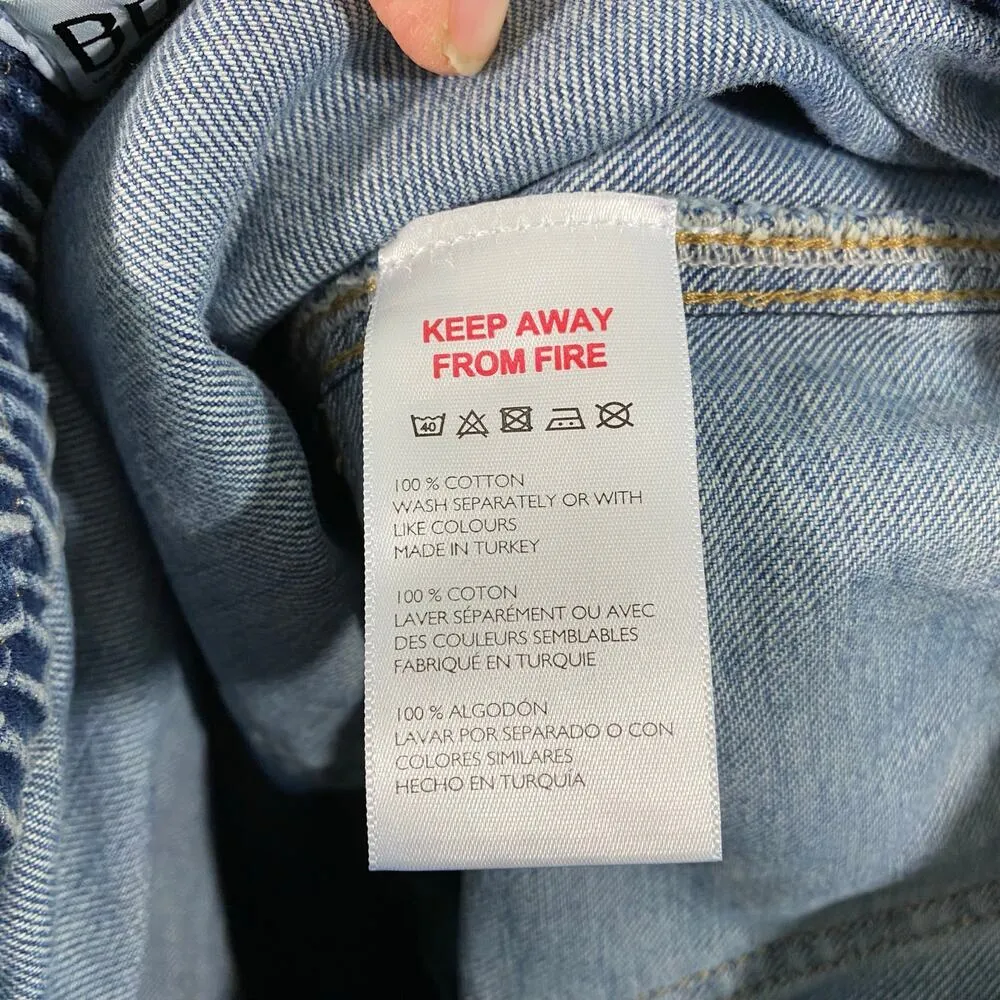 KEEP AWAY
FROM FIRE
40
100 % COTTON
WASH SEPARATELY OR WITH
LIKE COLOURS
MADE IN TURKEY
100 % COTON
LAVER SÉPARÉMENT OU AVEC
DES COULEURS SEMBLABLES
FABRIQUÉ EN TURQUIE
100 % ALGODÓN
LAVAR POR SEPARADO O CON
COLORES SIMILARES
HECHO EN TURQUÍA